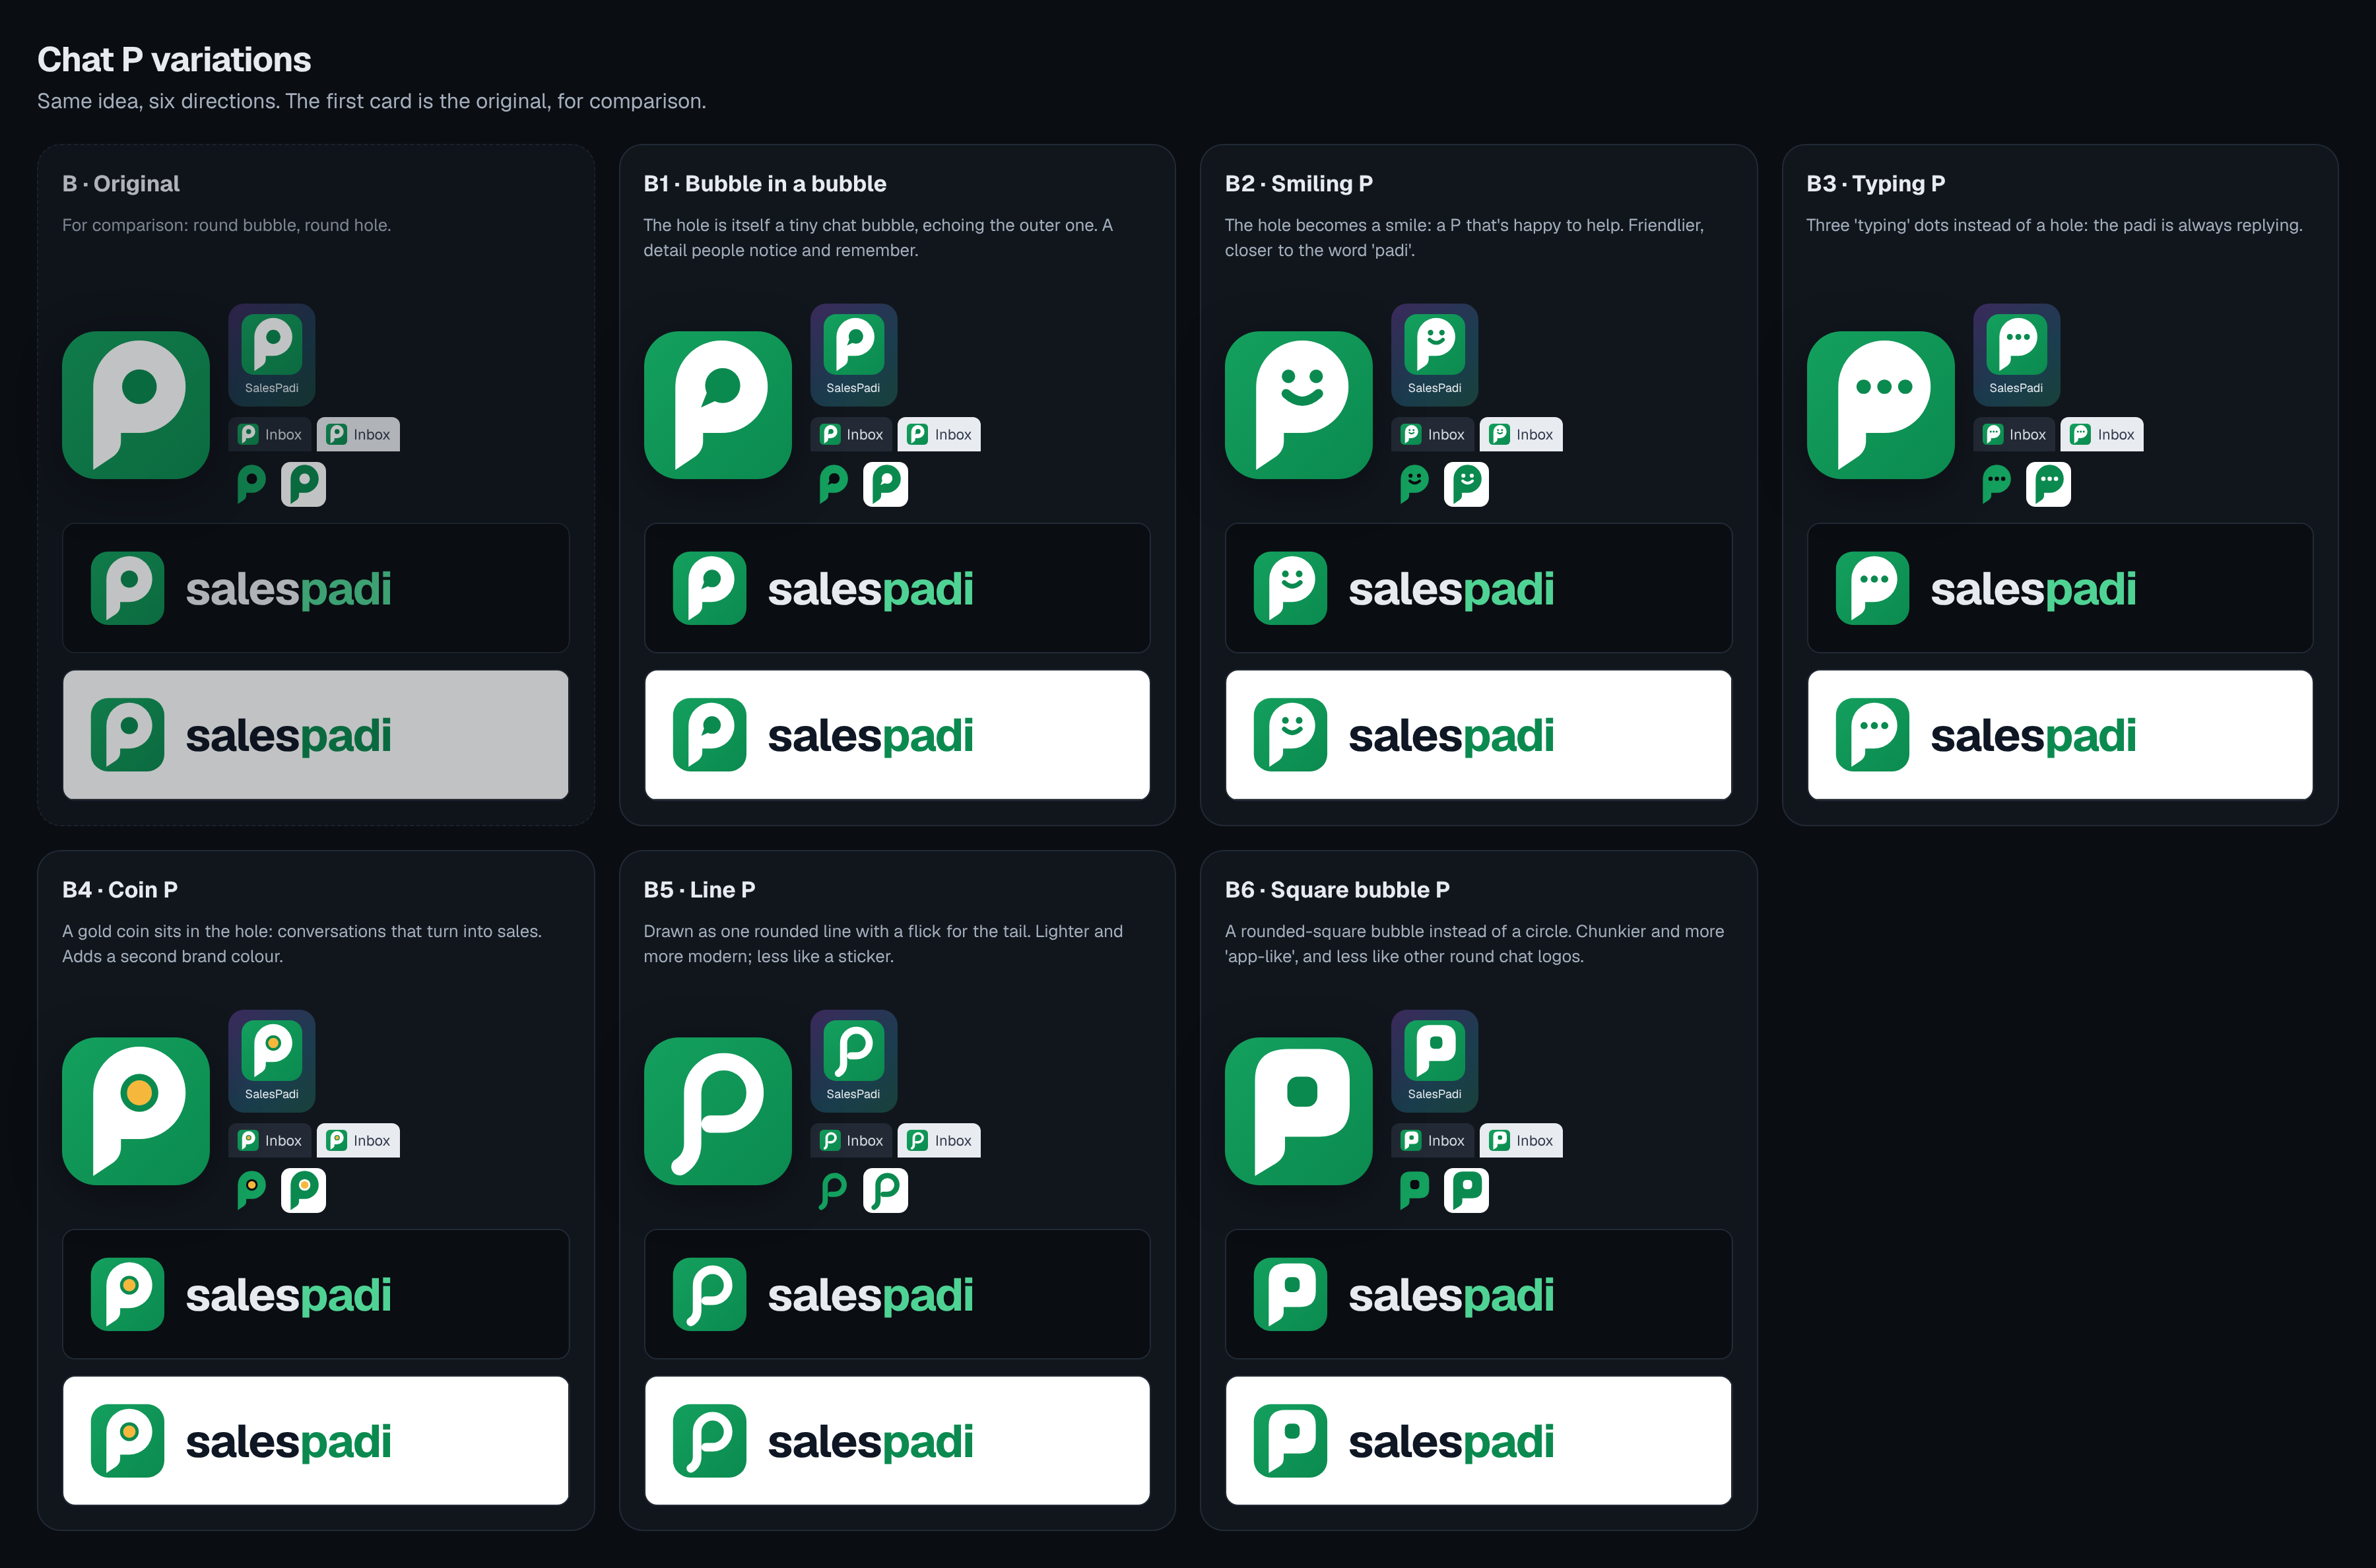 Chat P variations
Same idea, six directions. The first card is the original, for comparison.
B · Original
For comparison: round bubble, round hole.
SalesPadi
Inbox
Inbox
salespadi
salespadi
B1 · Bubble in a bubble
The hole is itself a tiny chat bubble, echoing the outer one. A
detail people notice and remember.
SalesPadi
Inbox
Inbox
salespadi
salespadi
B2 · Smiling P
The hole becomes a smile: a P that's happy to help. Friendlier,
closer to the word 'padi'.
SalesPadi
Inbox
Inbox
salespadi
salespadi
B3 · Typing P
Three 'typing' dots instead of a hole: the padi is always replying.
SalesPadi
Inbox
Inbox
salespadi
salespadi
B4 · Coin P
A gold coin sits in the hole: conversations that turn into sales.
Adds a second brand colour.
SalesPadi
Inbox
Inbox
salespadi
salespadi
B5 · Line P
Drawn as one rounded line with a flick for the tail. Lighter and
more modern; less like a sticker.
SalesPadi
Inbox
Inbox
salespadi
salespadi
B6 · Square bubble P
A rounded-square bubble instead of a circle. Chunkier and more
'app-like', and less like other round chat logos.
SalesPadi
Inbox
Inbox
salespadi
salespadi